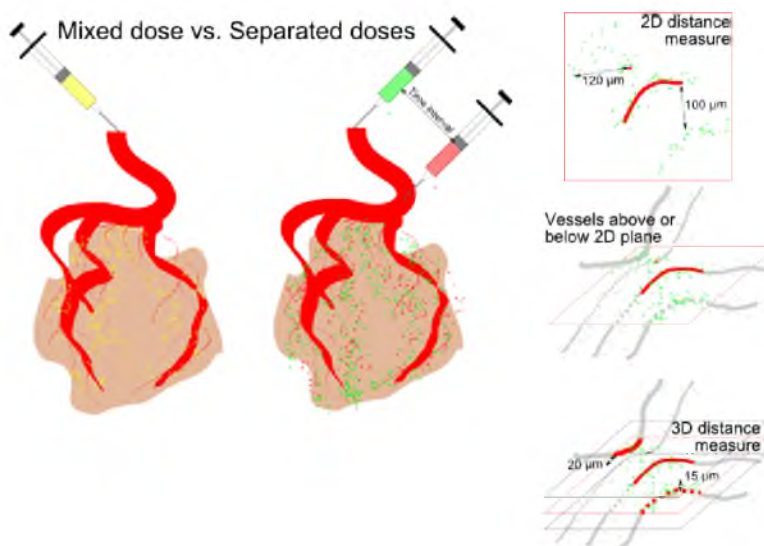 Mixed dose vs. Separated doses
Time interval
2D distance
measure
120 µm
100 µm
Vessels above or
below 2D plane
3D distance
measure
20 µm
15 µm